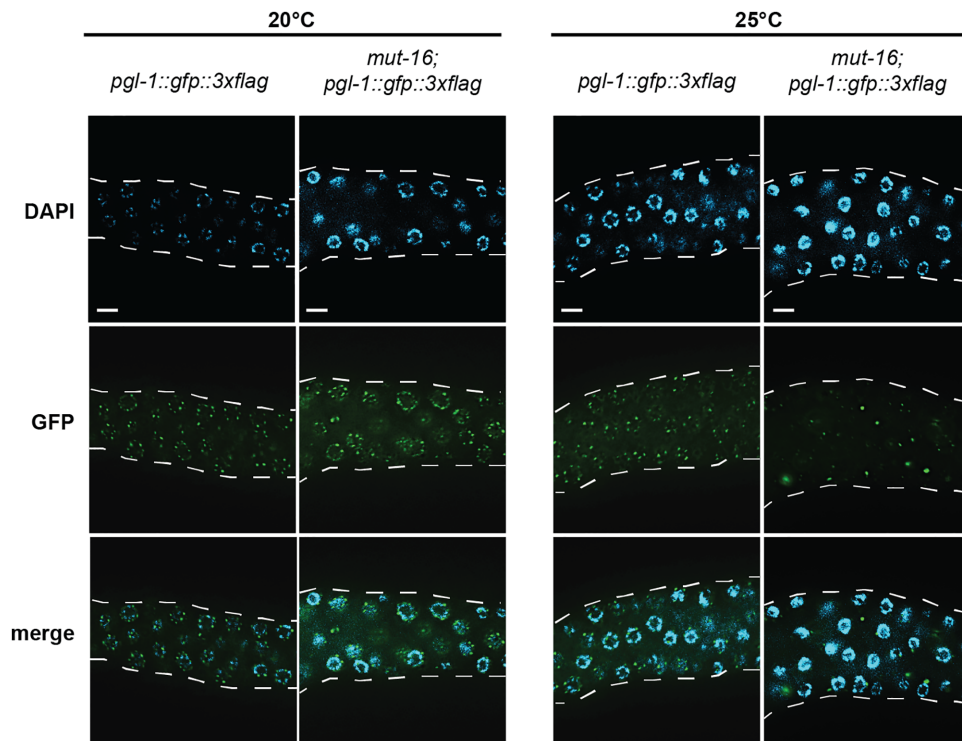 20°C
25°C
pgl-1::gfp::3xflag
mut-16;
pgl-1::gfp::3xflag
pgl-1::gfp::3xflag
mut-16;
pgl-1::gfp::3xflag
DAPI
GFP
merge